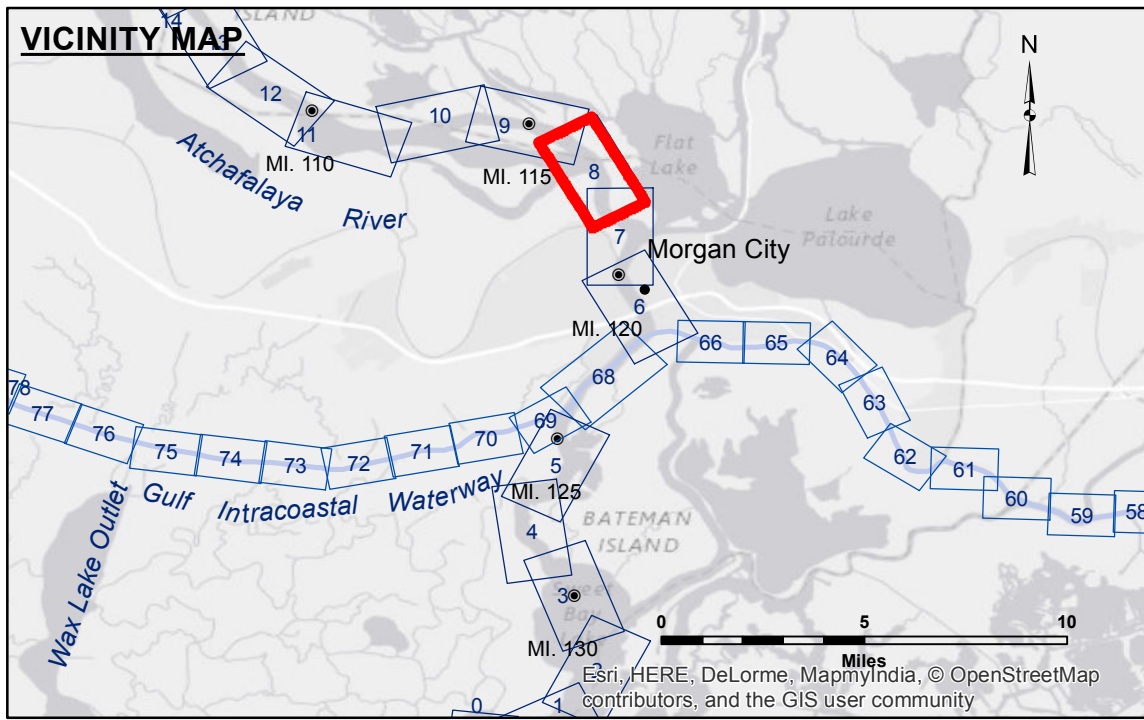 ISLAND
14
13
VICINITY MAP
N
12
10
9
11
Atchafalaya
MI. 110
MI. 115
8
Flat
Lake
River
Lake
Palourde
7
Morgan City
6
MI. 120
66
65
64
68
63
78
77
76
69
75
74
73
72
71
70
62
61
5
60
59
58
Gulf Intracoastal Waterway
MI. 125
Wax Lake Outlet
4
BATEMAN
ISLAND
3
Sweet
Bay
0 5 10
Miles
MI. 130
2
Esri, HERE, DeLorme, MapmyIndia, © OpenStreetMap
contributors, and the GIS user community
0
1